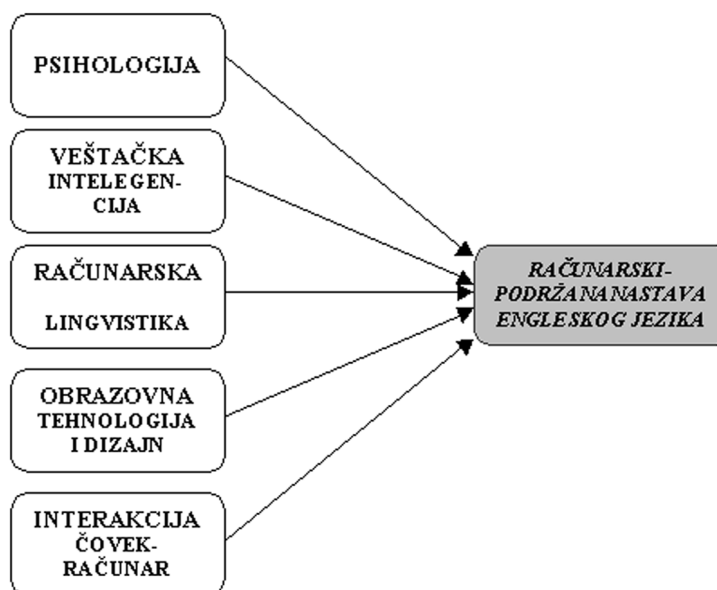 PSIHOLOGIJA
VEŠTAČKA
INTELEGEN-
CIJA
RAČUNARSKA
LINGVISTIKA
OBRAZOVNA
TEHNOLOGIJA
I DIZAJN
INTERAKCIJA
ČOVEK-
RAČUNAR
RAČUNARSKI-
PODRŽANANASTAVA
ENGLESKOG JEZIKA